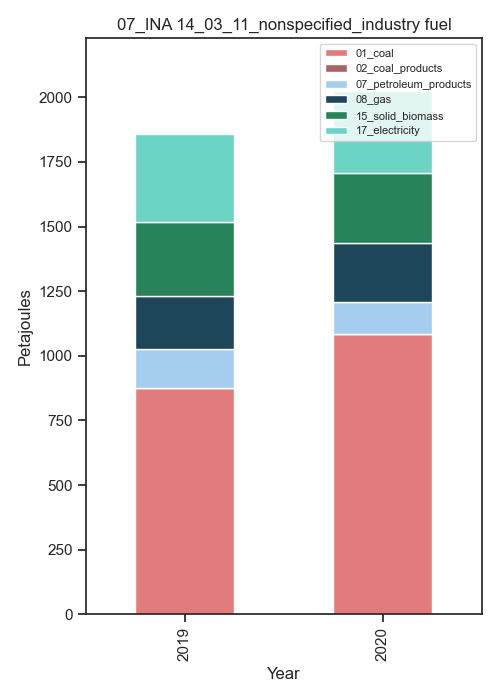 07_INA 14_03_11_nonspecified_industry fuel
01_coal
02_coal_products
07_petroleum_products
08_gas
15_solid_biomass
17_electricity
2000
1750
1500
1250
1000
750
500
250
0
Petajoules
2019
2020
Year